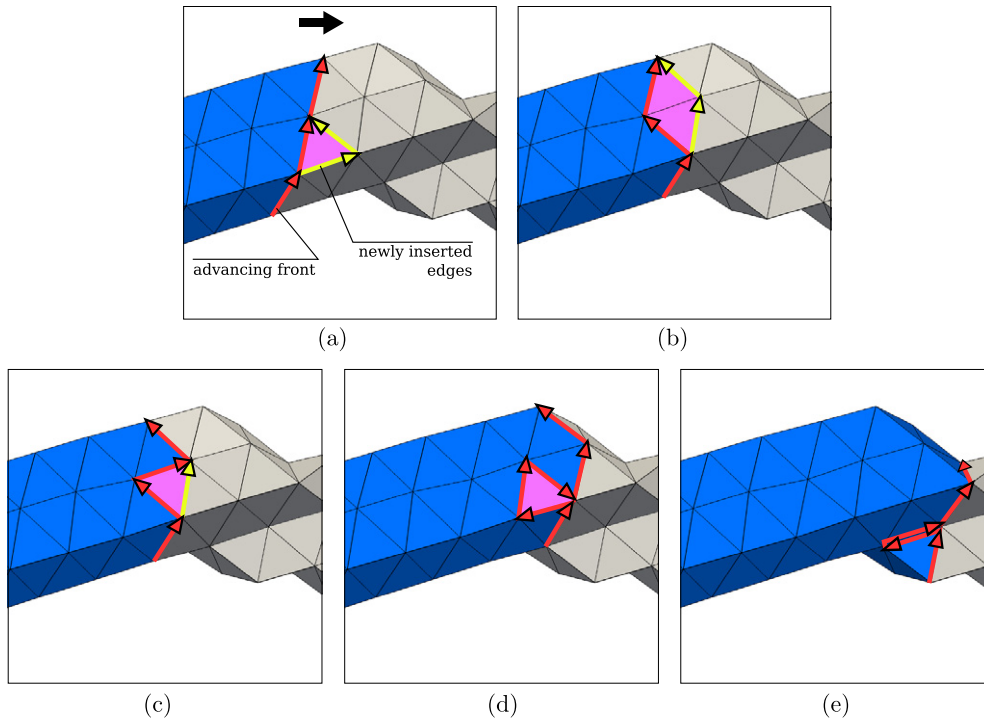 newly inserted
advancing front
edges
(a)
(b)
(c)
(d)
(e)